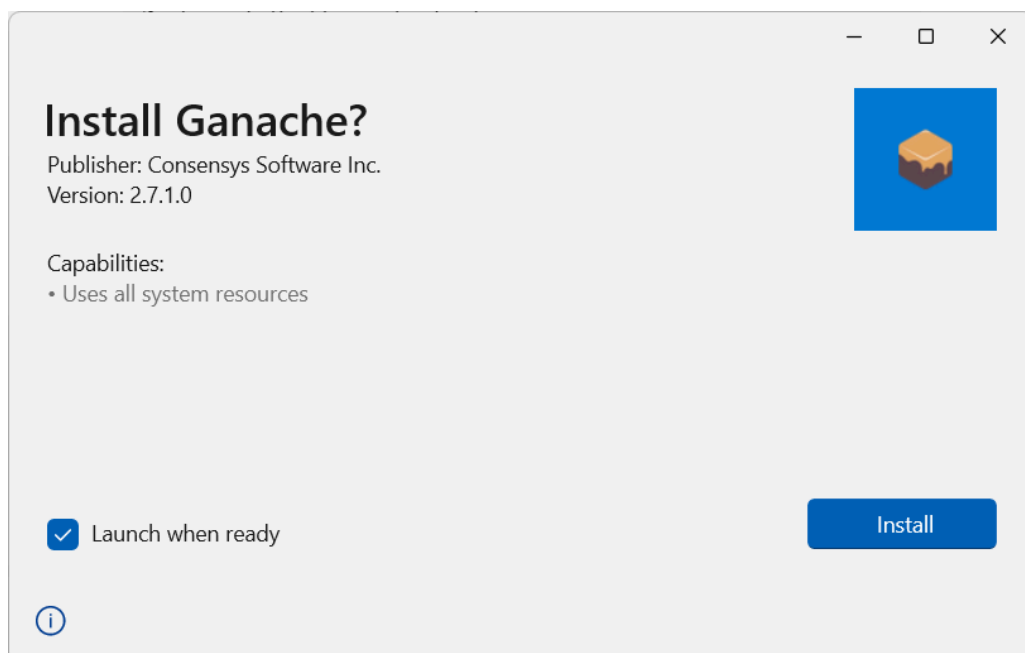 Install Ganache?
Publisher: Consensys Software Inc.
Version: 2.7.1.0
Capabilities:
• Uses all system resources
Launch when ready
Install